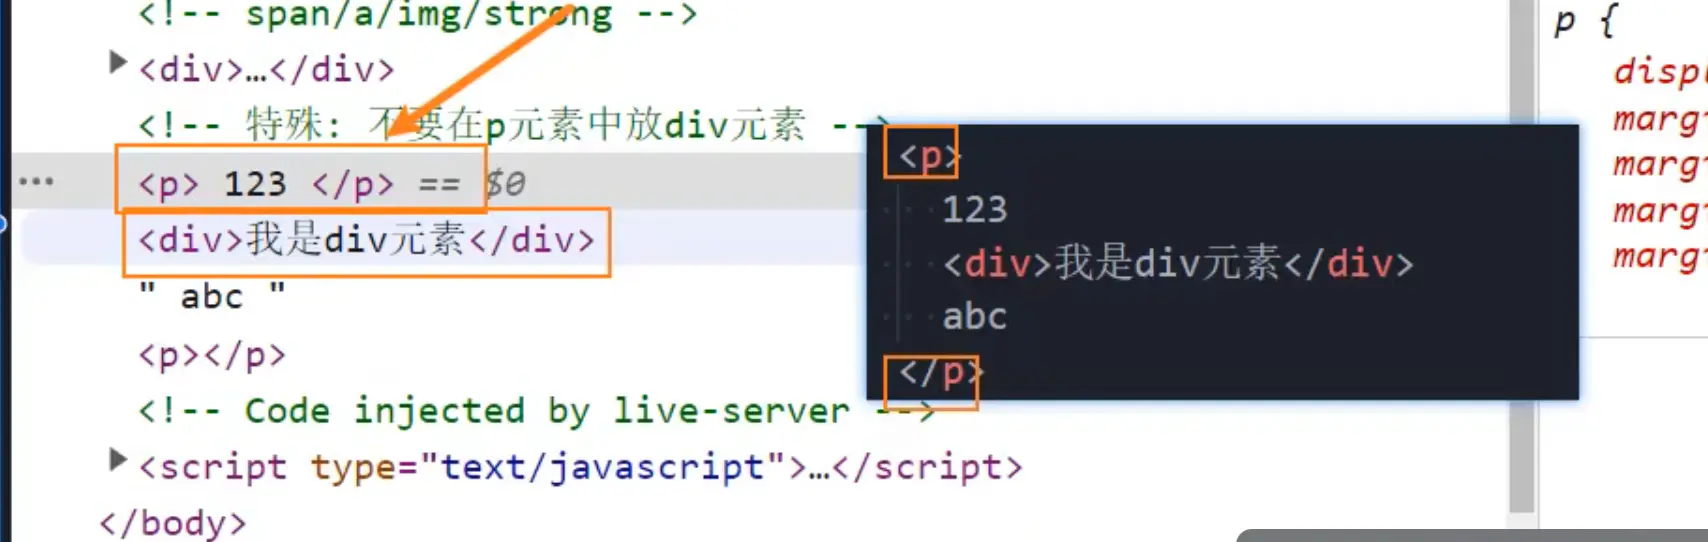 <!-- span/a/img/strong -->
<div>…</div>
<!-- 特殊: 不要在p元素中放div元素 -->
<p> 123 </p> == $0
<div>我是div元素</div>
" abc "
<p></p>
<!-- Code injected by live-server -->
<script type="text/javascript">…</script>
</body>
<p>
123
<div>我是div元素</div>
abc
</p>
p {
disp
marg
marg
marg
marg